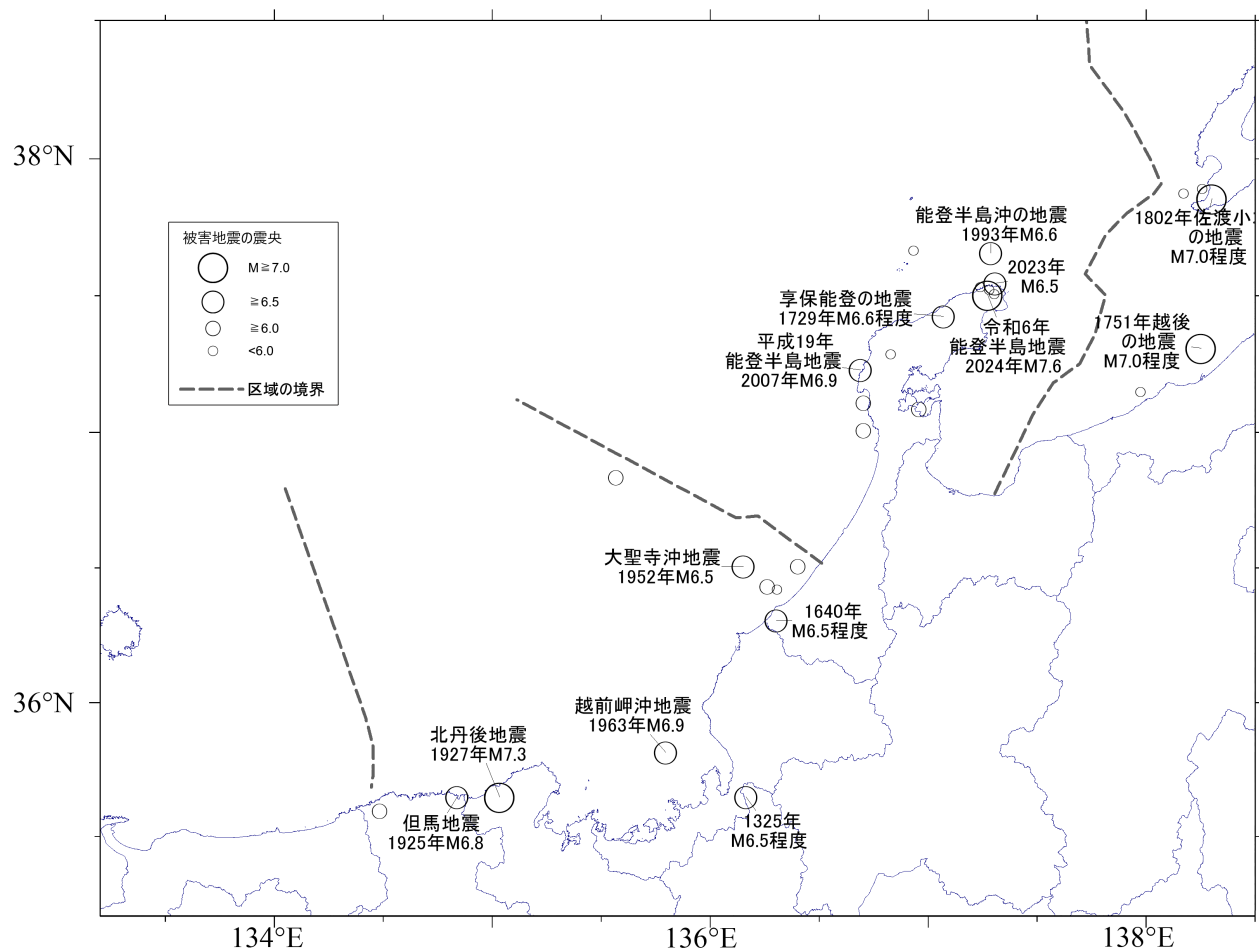 38°N
36°N
134°E
136°E
138°E
被害地震の震央
M≧7.0
≧6.5
≧6.0
<6.0
区域の境界
能登半島沖の地震
1993年M6.6
2023年
M6.5
享保能登の地震
1729年M6.6程度
平成19年
能登半島地震
2007年M6.9
令和6年
能登半島地震
2024年M7.6
1802年佐渡小
の地震
M7.0程度
1751年越後
の地震
M7.0程度
大聖寺沖地震
1952年M6.5
1640年
M6.5程度
越前岬沖地震
1963年M6.9
北丹後地震
1927年M7.3
但馬地震
1925年M6.8
1325年
M6.5程度